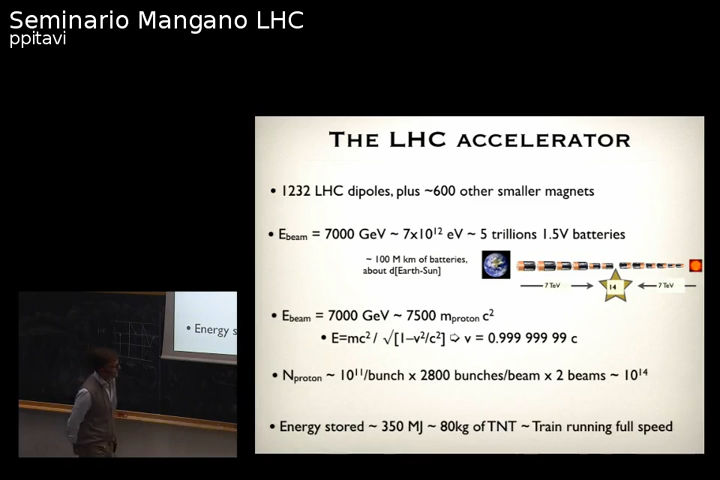 Seminario Mangano LHC
ppitavi
THE LHC ACCELERATOR
• 1232 LHC dipoles, plus ~600 other smaller magnets
• Ebeam = 7000 GeV ~ 7x10¹² eV ~ 5 trillions 1.5V batteries
~ 100 M km of batteries,
about d[Earth-Sun]
7 TeV
14
7 TeV
• Ebeam = 7000 GeV ~ 7500 mproton c²
• E=mc² / √[1–v²/c²] ➪ v = 0.999 999 99 c
• Nproton ~ 10¹¹/bunch x 2800 bunches/beam x 2 beams ~ 10¹⁴
• Energy stored ~ 350 MJ ~ 80kg of TNT ~ Train running full speed
• Energy s